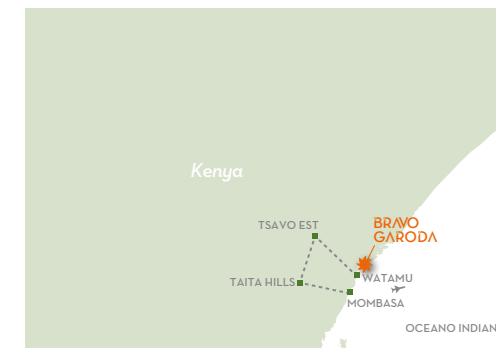 Kenya
TSAVO EST
BRAVO
GARODA
TAITA HILLS
WATAMU
MOMBASA
OCEANO INDIAN